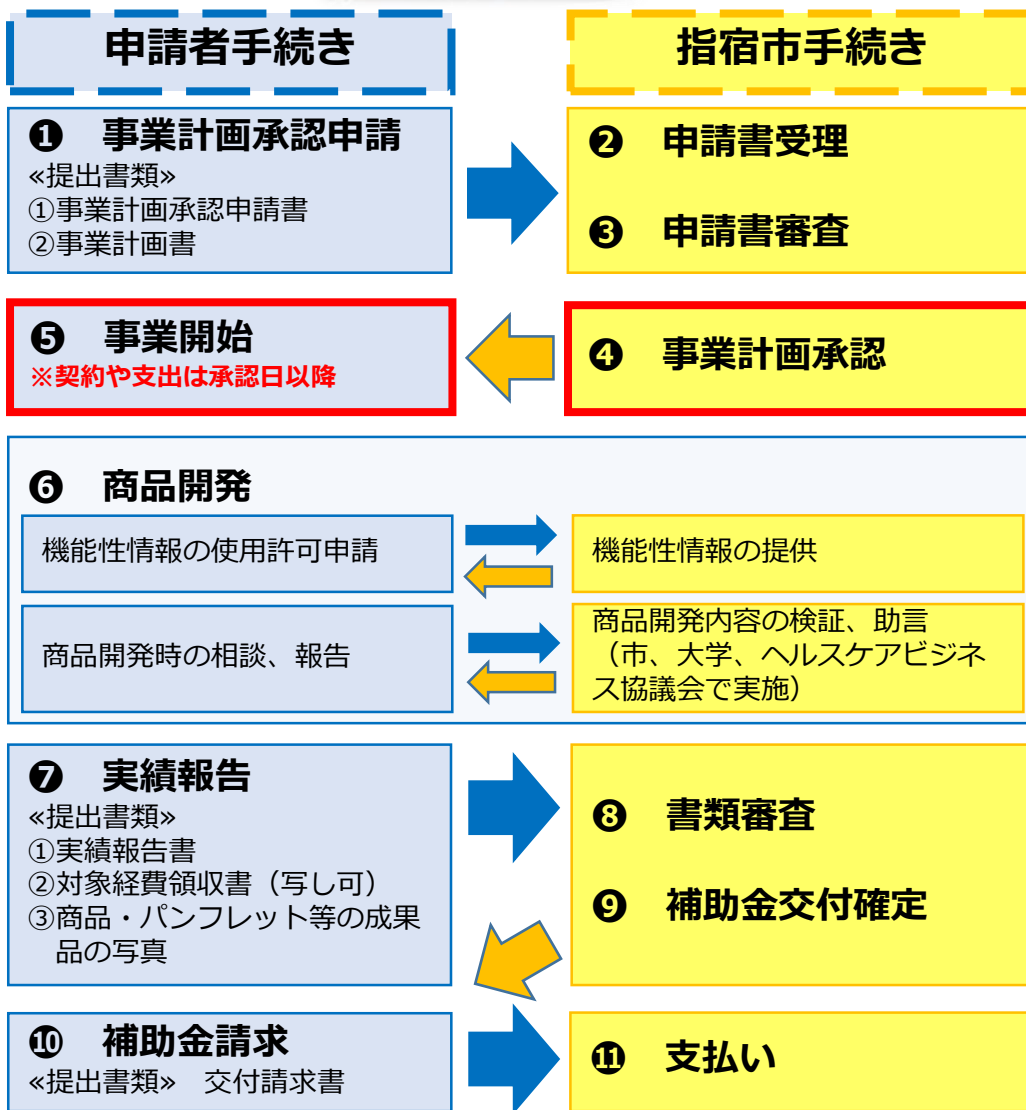 申請者手続き
指宿市手続き
❶ 事業計画承認申請
«提出書類»
①事業計画承認申請書
②事業計画書
❷ 申請書受理
❸ 申請書審査
❺ 事業開始
※契約や支出は承認日以降
❹ 事業計画承認
❻ 商品開発
機能性情報の使用許可申請
機能性情報の提供
商品開発時の相談、報告
商品開発内容の検証、助言
（市、大学、ヘルスケアビジネ
ス協議会で実施）
❼ 実績報告
«提出書類»
①実績報告書
②対象経費領収書（写し可）
③商品・パンフレット等の成果
品の写真
❽ 書類審査
❾ 補助金交付確定
❿ 補助金請求
«提出書類» 交付請求書
⓫ 支払い